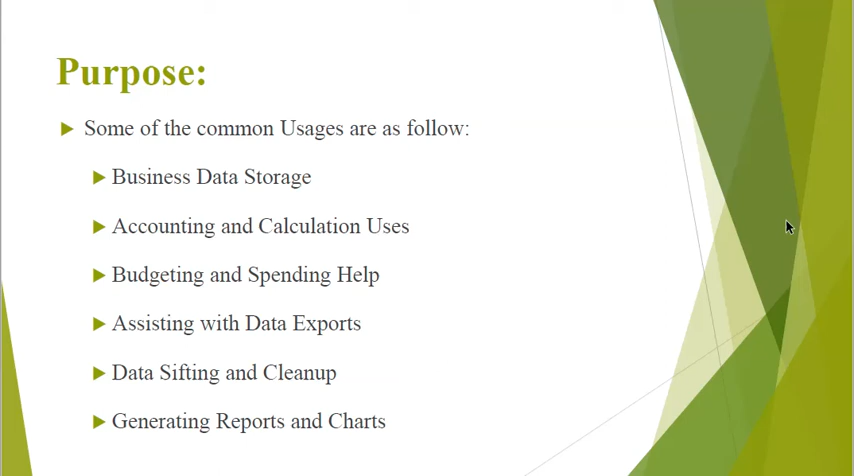 Purpose:
Some of the common Usages are as follow:
Business Data Storage
Accounting and Calculation Uses
Budgeting and Spending Help
Assisting with Data Exports
Data Sifting and Cleanup
Generating Reports and Charts